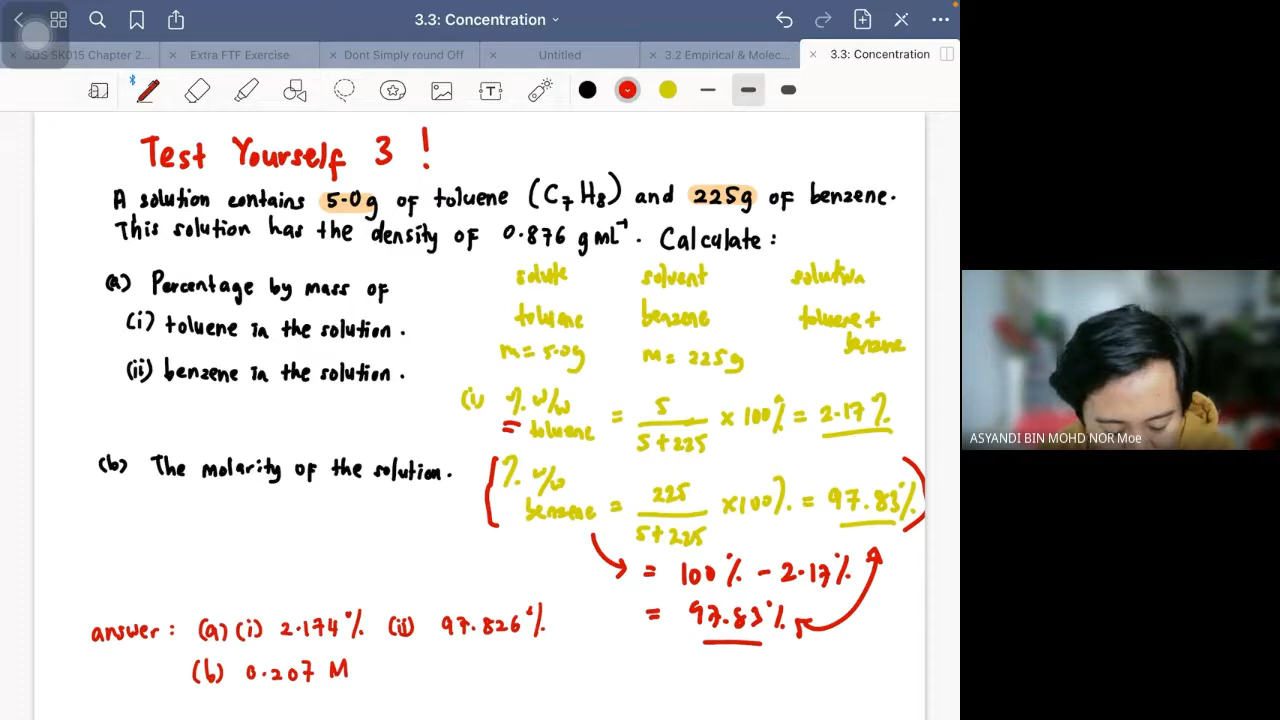 3.3: Concentration
SDS SK015 Chapter 2...
Extra FTF Exercise
Dont Simply round Off
Untitled
3.2 Empirical & Molec...
3.3: Concentration
Test Yourself 3 !
A solution contains 5.0g of toluene (C₇H₈) and 225g of benzene.
This solution has the density of 0.876 g mL⁻¹. Calculate :
(a) Percentage by mass of
(i) toluene in the solution.
(ii) benzene in the solution.
solute solvent solution
toluene benzene toluene + benzene
m = 5.0g m = 225g
(i) % w/w toluene = 5 / 5+225 × 100% = 2.17%
(b) The molarity of the solution.
% w/w benzene = 225 / 5+225 × 100% = 97.83%
= 100% - 2.17%
= 97.83%
answer : (a) (i) 2.174% (ii) 97.826%
(b) 0.207 M
ASYANDI BIN MOHD NOR Moe